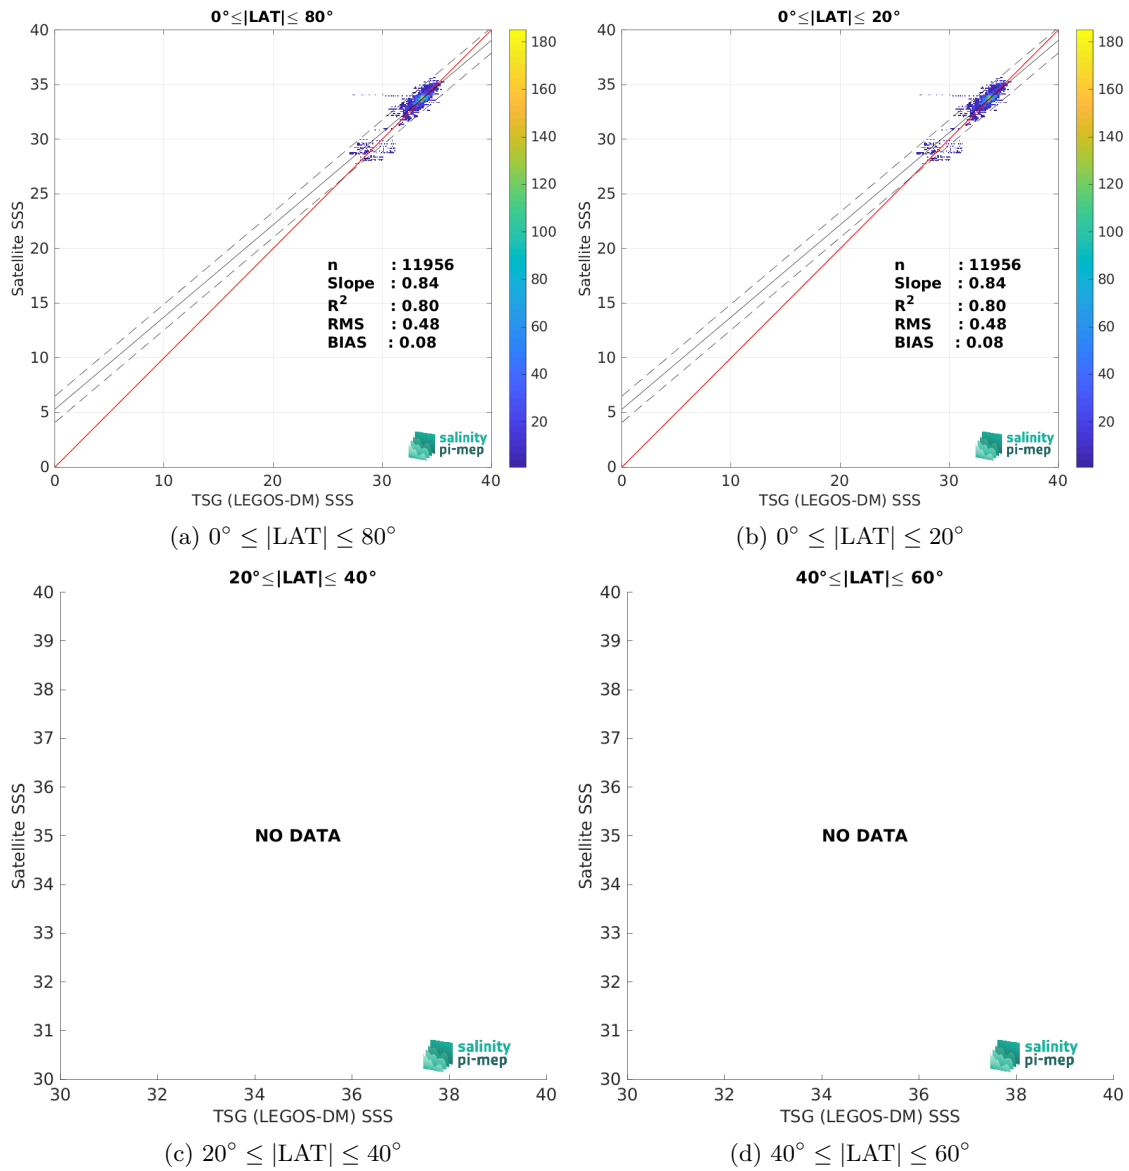 0°≤|LAT|≤ 80°
40
35
30
25
20
15
10
5
0
0
10
20
30
40
Satellite SSS
TSG (LEGOS-DM) SSS
n : 11956
Slope : 0.84
R² : 0.80
RMS : 0.48
BIAS : 0.08
salinity
pi-mep
180
160
140
120
100
80
60
40
20
(a) 0° ≤ |LAT| ≤ 80°
0°≤|LAT|≤ 20°
40
35
30
25
20
15
10
5
0
0
10
20
30
40
Satellite SSS
TSG (LEGOS-DM) SSS
n : 11956
Slope : 0.84
R² : 0.80
RMS : 0.48
BIAS : 0.08
salinity
pi-mep
180
160
140
120
100
80
60
40
20
(b) 0° ≤ |LAT| ≤ 20°
20°≤|LAT|≤ 40°
40
39
38
37
36
35
34
33
32
31
30
30
32
34
36
38
40
Satellite SSS
NO DATA
salinity
pi-mep
TSG (LEGOS-DM) SSS
(c) 20° ≤ |LAT| ≤ 40°
40°≤|LAT|≤ 60°
40
39
38
37
36
35
34
33
32
31
30
30
32
34
36
38
40
Satellite SSS
NO DATA
salinity
pi-mep
TSG (LEGOS-DM) SSS
(d) 40° ≤ |LAT| ≤ 60°